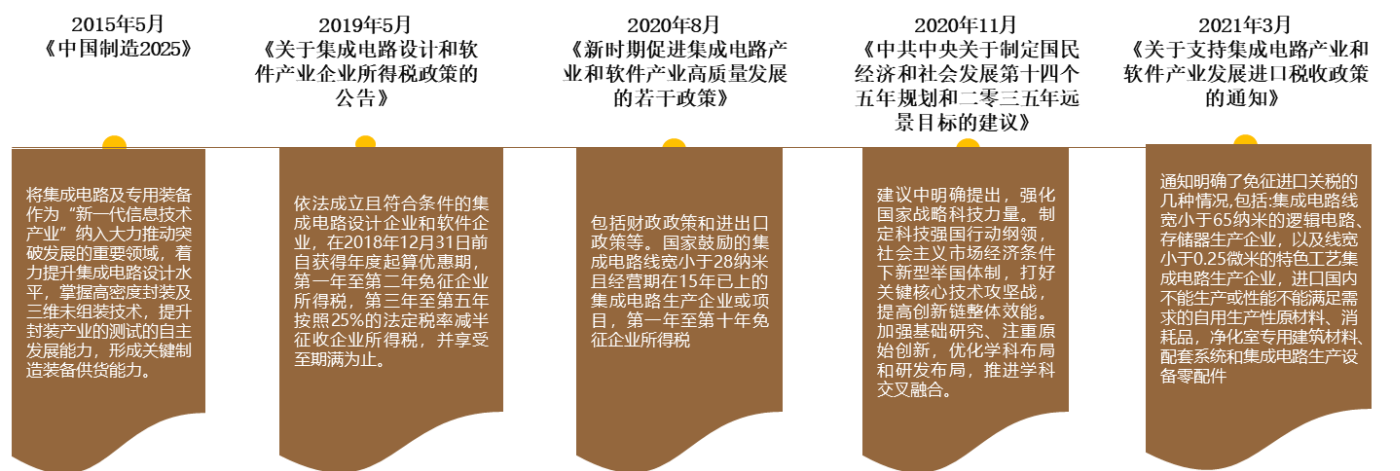 2015年5月
《中国制造2025》
2019年5月
《关于集成电路设计和软
件产业企业所得税政策的
公告》
2020年8月
《新时期促进集成电路产
业和软件产业高质量发展
的若干政策》
2020年11月
《中共中央关于制定国民
经济和社会发展第十四个
五年规划和二零三五年远
景目标的建议》
2021年3月
《关于支持集成电路产业和
软件产业发展进口税收政策
的通知》
将集成电路及专用装备
作为“新一代信息技术
产业”纳入大力推动突
破发展的重要领域，着
力提升集成电路设计水
平，掌握高密度封装及
三维未组装技术，提升
封装产业的测试的自主
发展能力，形成关键制
造装备供货能力。
依法成立且符合条件的集
成电路设计企业和软件企
业，在2018年12月31日前
自获得年度起算优惠期，
第一年至第二年免征企业
所得税，第三年至第五年
按照25%的法定税率减半
征收企业所得税，并享受
至期满为止。
包括财政政策和进出口
政策等。国家鼓励的集
成电路线宽小于28纳米
且经营期在15年已上的
集成电路生产企业或项
目，第一年至第十年免
征企业所得税
建议中明确提出，强化
国家战略科技力量。制
定科技强国行动纲领，
社会主义市场经济条件
下新型举国体制，打好
关键核心技术攻坚战，
提高创新链整体效能。
加强基础研究、注重原
始创新，优化学科布局
和研发布局，推进学科
交叉融合。
通知明确了免征进口关税的
几种情况,包括:集成电路线
宽小于65纳米的逻辑电路、
存储器生产企业，以及线宽
小于0.25微米的特色工艺集
成电路生产企业，进口国内
不能生产或性能不能满足需
求的自用生产性原材料、消
耗品，净化室专用建筑材料、
配套系统和集成电路生产设
备零配件